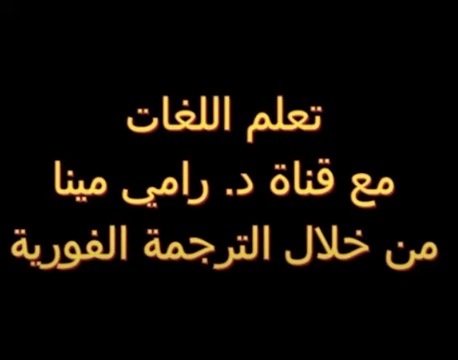 تعلم اللغات
مع قناة د. رامي مينا
من خلال الترجمة الفورية